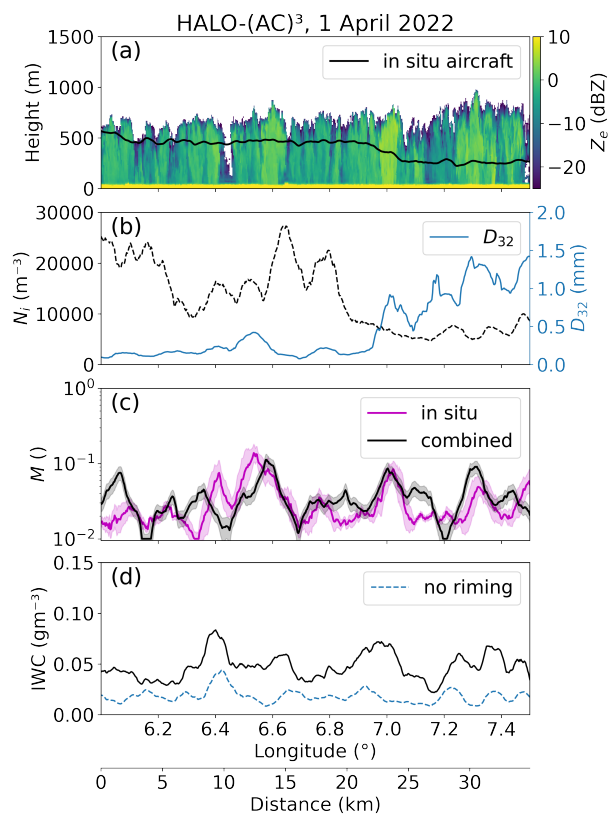 HALO-(AC)³, 1 April 2022
(a)
in situ aircraft
Height (m)
1500
1000
500
0
10
0
−10
−20
Zₑ (dBZ)
(b)
D₃₂
Nᵢ (m⁻³)
30000
20000
10000
0
2.0
1.5
1.0
0.5
0.0
D₃₂ (mm)
(c)
in situ
combined
M ()
10⁰
10⁻¹
10⁻²
(d)
no riming
IWC (gm⁻³)
0.15
0.10
0.05
0.00
6.2 6.4 6.6 6.8 7.0 7.2 7.4
Longitude (°)
0 5 10 15 20 25 30
Distance (km)